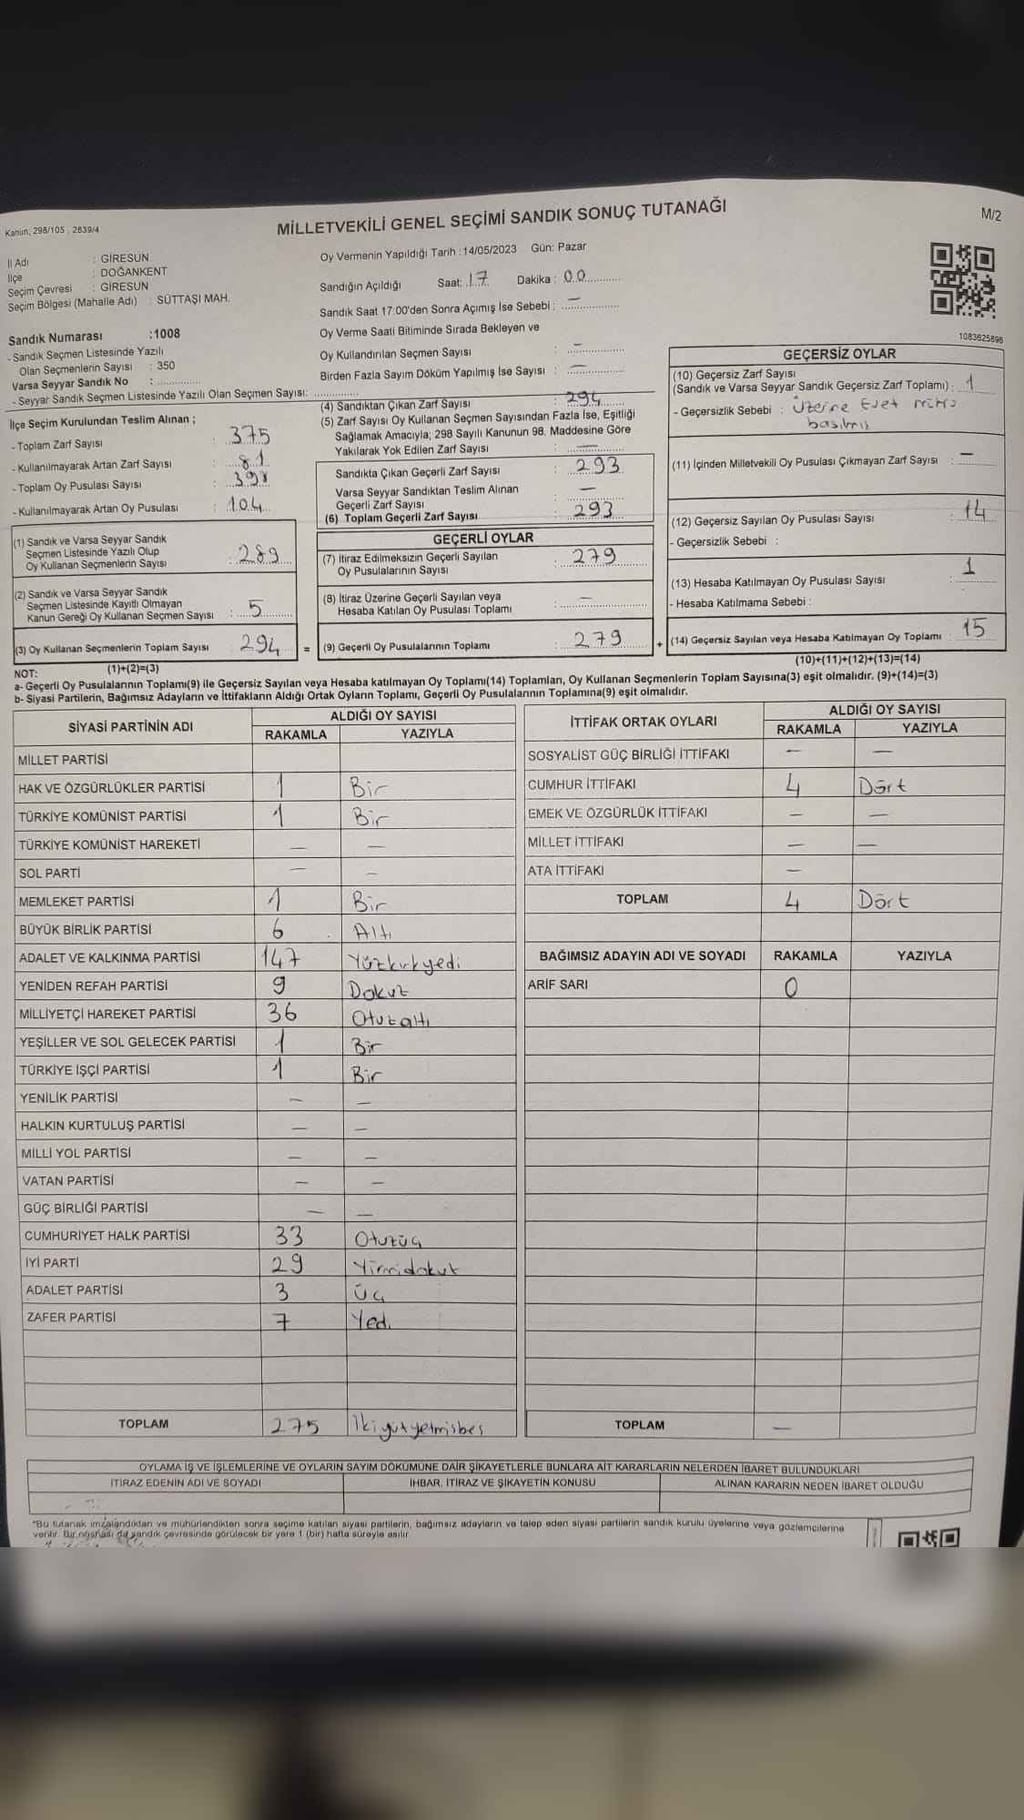 Kanun; 298/105 , 2839/4
MİLLETVEKİLİ GENEL SEÇİMİ SANDIK SONUÇ TUTANAĞI
M/2
İl Adı : GİRESUN
İlçe : DOĞANKENT
Seçim Çevresi : GİRESUN
Seçim Bölgesi (Mahalle Adı) : SÜTTAŞI MAH.
Sandık Numarası :1008
- Sandık Seçmen Listesinde Yazılı
Olan Seçmenlerin Sayısı : 350
Varsa Seyyar Sandık No :
- Seyyar Sandık Seçmen Listesinde Yazılı Olan Seçmen Sayısı:
Oy Vermenin Yapıldığı Tarih :14/05/2023 Gün: Pazar
Sandığın Açıldığı Saat: 17 Dakika : 00
Sandık Saat 17:00'den Sonra Açımış İse Sebebi : —
Oy Verme Saati Bitiminde Sırada Bekleyen ve
Oy Kullandırılan Seçmen Sayısı : —
Birden Fazla Sayım Döküm Yapılmış İse Sayısı : —
1083625896
İlçe Seçim Kurulundan Teslim Alınan ;
- Toplam Zarf Sayısı : 375
- Kullanılmayarak Artan Zarf Sayısı : 81
- Toplam Oy Pusulası Sayısı :
- Kullanılmayarak Artan Oy Pusulası : 104
(4) Sandıktan Çıkan Zarf Sayısı : 294
(5) Zarf Sayısı Oy Kullanan Seçmen Sayısından Fazla İse, Eşitliği
Sağlamak Amacıyla; 298 Sayılı Kanunun 98. Maddesine Göre
Yakılarak Yok Edilen Zarf Sayısı : —
Sandıkta Çıkan Geçerli Zarf Sayısı : 293
Varsa Seyyar Sandıktan Teslim Alınan
Geçerli Zarf Sayısı : —
(6) Toplam Geçerli Zarf Sayısı : 293
GEÇERSİZ OYLAR
(10) Geçersiz Zarf Sayısı
(Sandık ve Varsa Seyyar Sandık Geçersiz Zarf Toplamı) : 1
- Geçersizlik Sebebi : Üzerine Evet mührü
basılmış
(11) İçinden Milletvekili Oy Pusulası Çıkmayan Zarf Sayısı : —
(12) Geçersiz Sayılan Oy Pusulası Sayısı : 14
- Geçersizlik Sebebi :
(13) Hesaba Katılmayan Oy Pusulası Sayısı : 1
- Hesaba Katılmama Sebebi :
(14) Geçersiz Sayılan veya Hesaba Katılmayan Oy Toplamı : 15
(10)+(11)+(12)+(13)=(14)
(1) Sandık ve Varsa Seyyar Sandık
Seçmen Listesinde Yazılı Olup
Oy Kullanan Seçmenlerin Sayısı : 289
(2) Sandık ve Varsa Seyyar Sandık
Seçmen Listesinde Kayıtlı Olmayan
Kanun Gereği Oy Kullanan Seçmen Sayısı : 5
(3) Oy Kullanan Seçmenlerin Toplam Sayısı : 294 =
(1)+(2)=(3)
GEÇERLİ OYLAR
(7) İtiraz Edilmeksizin Geçerli Sayılan
Oy Pusulalarının Sayısı : 279
(8) İtiraz Üzerine Geçerli Sayılan veya
Hesaba Katılan Oy Pusulası Toplamı : —
(9) Geçerli Oy Pusulalarının Toplamı : 279 +
NOT:
a- Geçerli Oy Pusulalarının Toplamı(9) ile Geçersiz Sayılan veya Hesaba katılmayan Oy Toplamı(14) Toplamları, Oy Kullanan Seçmenlerin Toplam Sayısına(3) eşit olmalıdır. (9)+(14)=(3)
b- Siyasi Partilerin, Bağımsız Adayların ve İttifakların Aldığı Ortak Oyların Toplamı, Geçerli Oy Pusulalarının Toplamına(9) eşit olmalıdır.
SİYASİ PARTİNİN ADI ALDIĞI OY SAYISI
RAKAMLA YAZIYLA
MİLLET PARTİSİ
HAK VE ÖZGÜRLÜKLER PARTİSİ 1 Bir
TÜRKİYE KOMÜNİST PARTİSİ 1 Bir
TÜRKİYE KOMÜNİST HAREKETİ — —
SOL PARTİ — —
MEMLEKET PARTİSİ 1 Bir
BÜYÜK BİRLİK PARTİSİ 6 Altı
ADALET VE KALKINMA PARTİSİ 147 Yüzkırkyedi
YENİDEN REFAH PARTİSİ 9 Dokuz
MİLLİYETÇİ HAREKET PARTİSİ 36 Otuzaltı
YEŞİLLER VE SOL GELECEK PARTİSİ 1 Bir
TÜRKİYE İŞÇİ PARTİSİ 1 Bir
YENİLİK PARTİSİ — —
HALKIN KURTULUŞ PARTİSİ — —
MİLLİ YOL PARTİSİ — —
VATAN PARTİSİ — —
GÜÇ BİRLİĞİ PARTİSİ — —
CUMHURİYET HALK PARTİSİ 33 Otuzüç
İYİ PARTİ 29 Yirmidokuz
ADALET PARTİSİ 3 Üç
ZAFER PARTİSİ 7 Yedi
TOPLAM 275 İkiyüzyetmişbeş
İTTİFAK ORTAK OYLARI ALDIĞI OY SAYISI
RAKAMLA YAZIYLA
SOSYALİST GÜÇ BİRLİĞİ İTTİFAKI — —
CUMHUR İTTİFAKI 4 Dört
EMEK VE ÖZGÜRLÜK İTTİFAKI — —
MİLLET İTTİFAKI — —
ATA İTTİFAKI —
TOPLAM 4 Dört
BAĞIMSIZ ADAYIN ADI VE SOYADI RAKAMLA YAZIYLA
ARİF SARI 0
TOPLAM —
OYLAMA İŞ VE İŞLEMLERİNE VE OYLARIN SAYIM DÖKÜMÜNE DAİR ŞİKAYETLERLE BUNLARA AİT KARARLARIN NELERDEN İBARET BULUNDUKLARI
İTİRAZ EDENİN ADI VE SOYADI İHBAR, İTİRAZ VE ŞİKAYETİN KONUSU ALINAN KARARIN NEDEN İBARET OLDUĞU
*Bu tutanak imzalandıktan ve mühürlendikten sonra seçime katılan siyasi partilerin, bağımsız adayların ve talep eden siyasi partilerin sandık kurulu üyelerine veya gözlemcilerine
verilir. Bir nüshası da sandık çevresinde görülecek bir yere 1 (bir) hafta süreyle asılır.